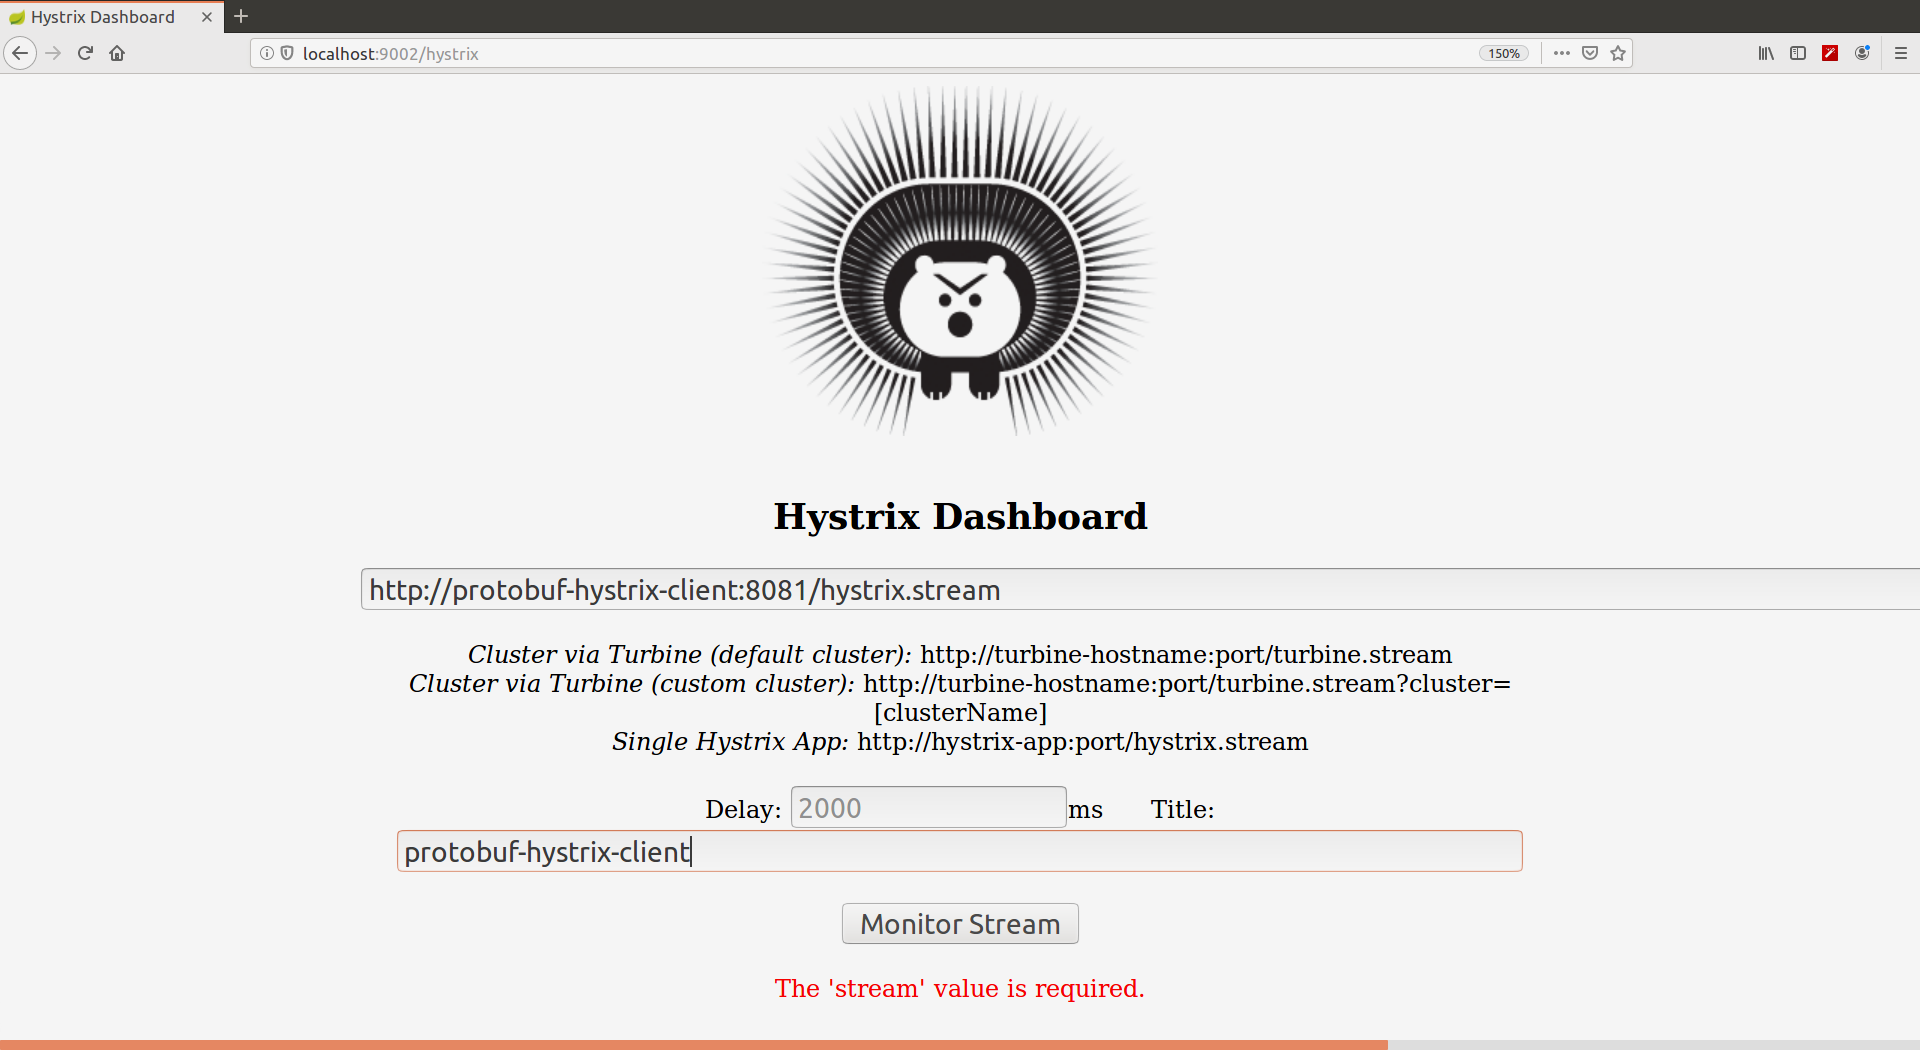 Hystrix Dashboard
localhost:9002/hystrix
150%
Hystrix Dashboard
http://protobuf-hystrix-client:8081/hystrix.stream
Cluster via Turbine (default cluster): http://turbine-hostname:port/turbine.stream
Cluster via Turbine (custom cluster): http://turbine-hostname:port/turbine.stream?cluster=
[clusterName]
Single Hystrix App: http://hystrix-app:port/hystrix.stream
Delay: 2000 ms Title:
protobuf-hystrix-client
Monitor Stream
The 'stream' value is required.